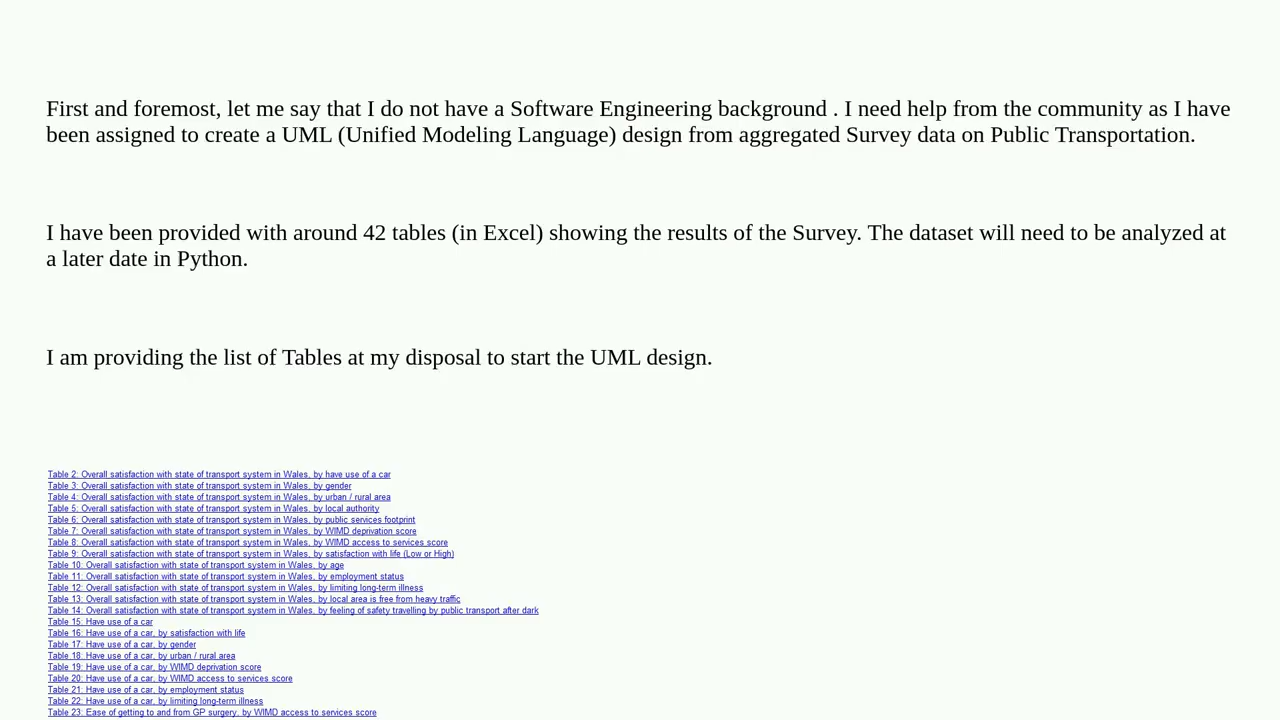 First and foremost, let me say that I do not have a Software Engineering background . I need help from the community as I have
been assigned to create a UML (Unified Modeling Language) design from aggregated Survey data on Public Transportation.
I have been provided with around 42 tables (in Excel) showing the results of the Survey. The dataset will need to be analyzed at
a later date in Python.
I am providing the list of Tables at my disposal to start the UML design.
Table 2: Overall satisfaction with state of transport system in Wales, by have use of a car
Table 3: Overall satisfaction with state of transport system in Wales, by gender
Table 4: Overall satisfaction with state of transport system in Wales, by urban / rural area
Table 5: Overall satisfaction with state of transport system in Wales, by local authority
Table 6: Overall satisfaction with state of transport system in Wales, by public services footprint
Table 7: Overall satisfaction with state of transport system in Wales, by WIMD deprivation score
Table 8: Overall satisfaction with state of transport system in Wales, by WIMD access to services score
Table 9: Overall satisfaction with state of transport system in Wales, by satisfaction with life (Low or High)
Table 10: Overall satisfaction with state of transport system in Wales, by age
Table 11: Overall satisfaction with state of transport system in Wales, by employment status
Table 12: Overall satisfaction with state of transport system in Wales, by limiting long-term illness
Table 13: Overall satisfaction with state of transport system in Wales, by local area is free from heavy traffic
Table 14: Overall satisfaction with state of transport system in Wales, by feeling of safety travelling by public transport after dark
Table 15: Have use of a car
Table 16: Have use of a car, by satisfaction with life
Table 17: Have use of a car, by gender
Table 18: Have use of a car, by urban / rural area
Table 19: Have use of a car, by WIMD deprivation score
Table 20: Have use of a car, by WIMD access to services score
Table 21: Have use of a car, by employment status
Table 22: Have use of a car, by limiting long-term illness
Table 23: Ease of getting to and from GP surgery, by WIMD access to services score